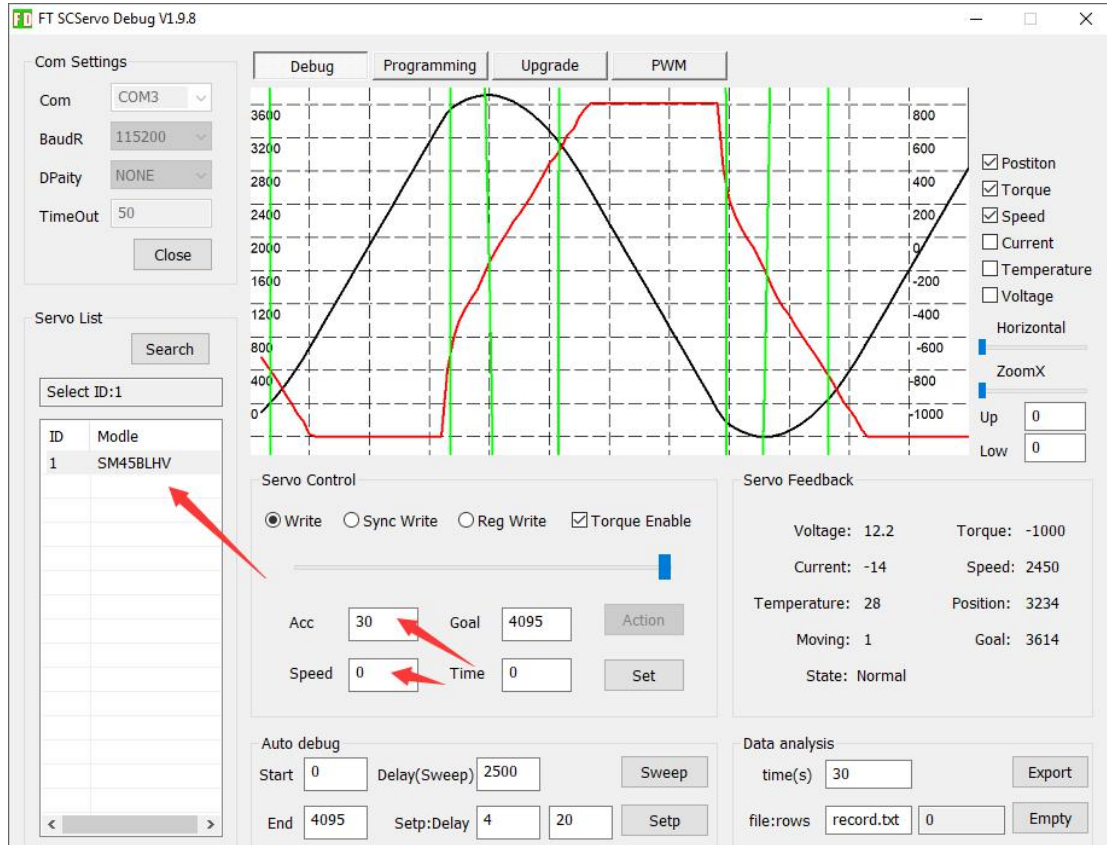 FD FT SCServo Debug V1.9.8
Com Settings
Com COM3
BaudR 115200
DPaity NONE
TimeOut 50
Close
Servo List
Search
Select ID:1
ID Modle
1 SM45BLHV
Debug Programming Upgrade PWM
3600 800
3200 600
2800 400
2400 200
2000 0
1600 -200
1200 -400
800 -600
400 -800
0 -1000
Postiton
Torque
Speed
Current
Temperature
Voltage
Horizontal
ZoomX
Up 0
Low 0
Servo Control
Write Sync Write Reg Write Torque Enable
Acc 30 Goal 4095 Action
Speed 0 Time 0 Set
Servo Feedback
Voltage: 12.2 Torque: -1000
Current: -14 Speed: 2450
Temperature: 28 Position: 3234
Moving: 1 Goal: 3614
State: Normal
Auto debug
Start 0 Delay(Sweep) 2500 Sweep
End 4095 Setp:Delay 4 20 Setp
Data analysis
time(s) 30 Export
file:rows record.txt 0 Empty